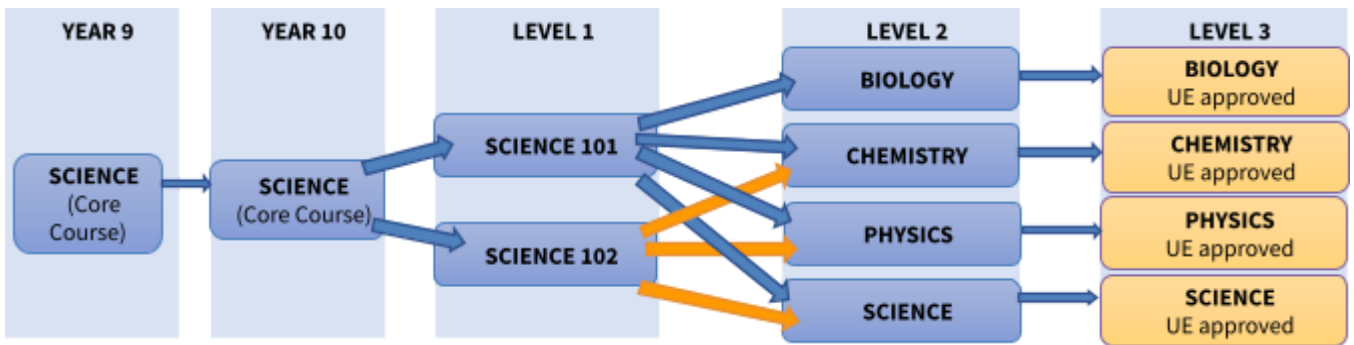 YEAR 9
YEAR 10
LEVEL 1
LEVEL 2
LEVEL 3
SCIENCE
(Core
Course)
SCIENCE
(Core Course)
SCIENCE 101
SCIENCE 102
BIOLOGY
CHEMISTRY
PHYSICS
SCIENCE
BIOLOGY
UE approved
CHEMISTRY
UE approved
PHYSICS
UE approved
SCIENCE
UE approved